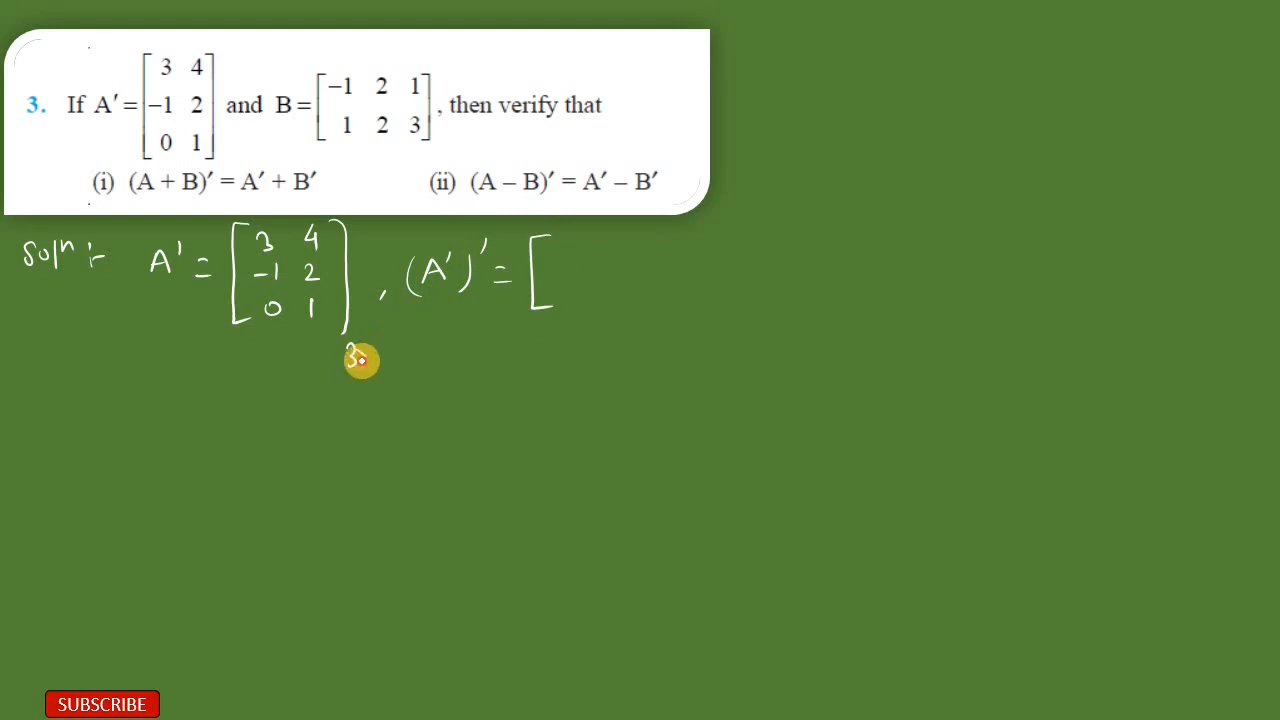 3. If A′ = [ 3 4
−1 2
0 1 ] and B = [ −1 2 1
1 2 3 ] , then verify that
(i) (A + B)′ = A′ + B′ (ii) (A – B)′ = A′ – B′
Soln :- A' = [ 3 4
-1 2
0 1 ] , (A')' = [
3
SUBSCRIBE